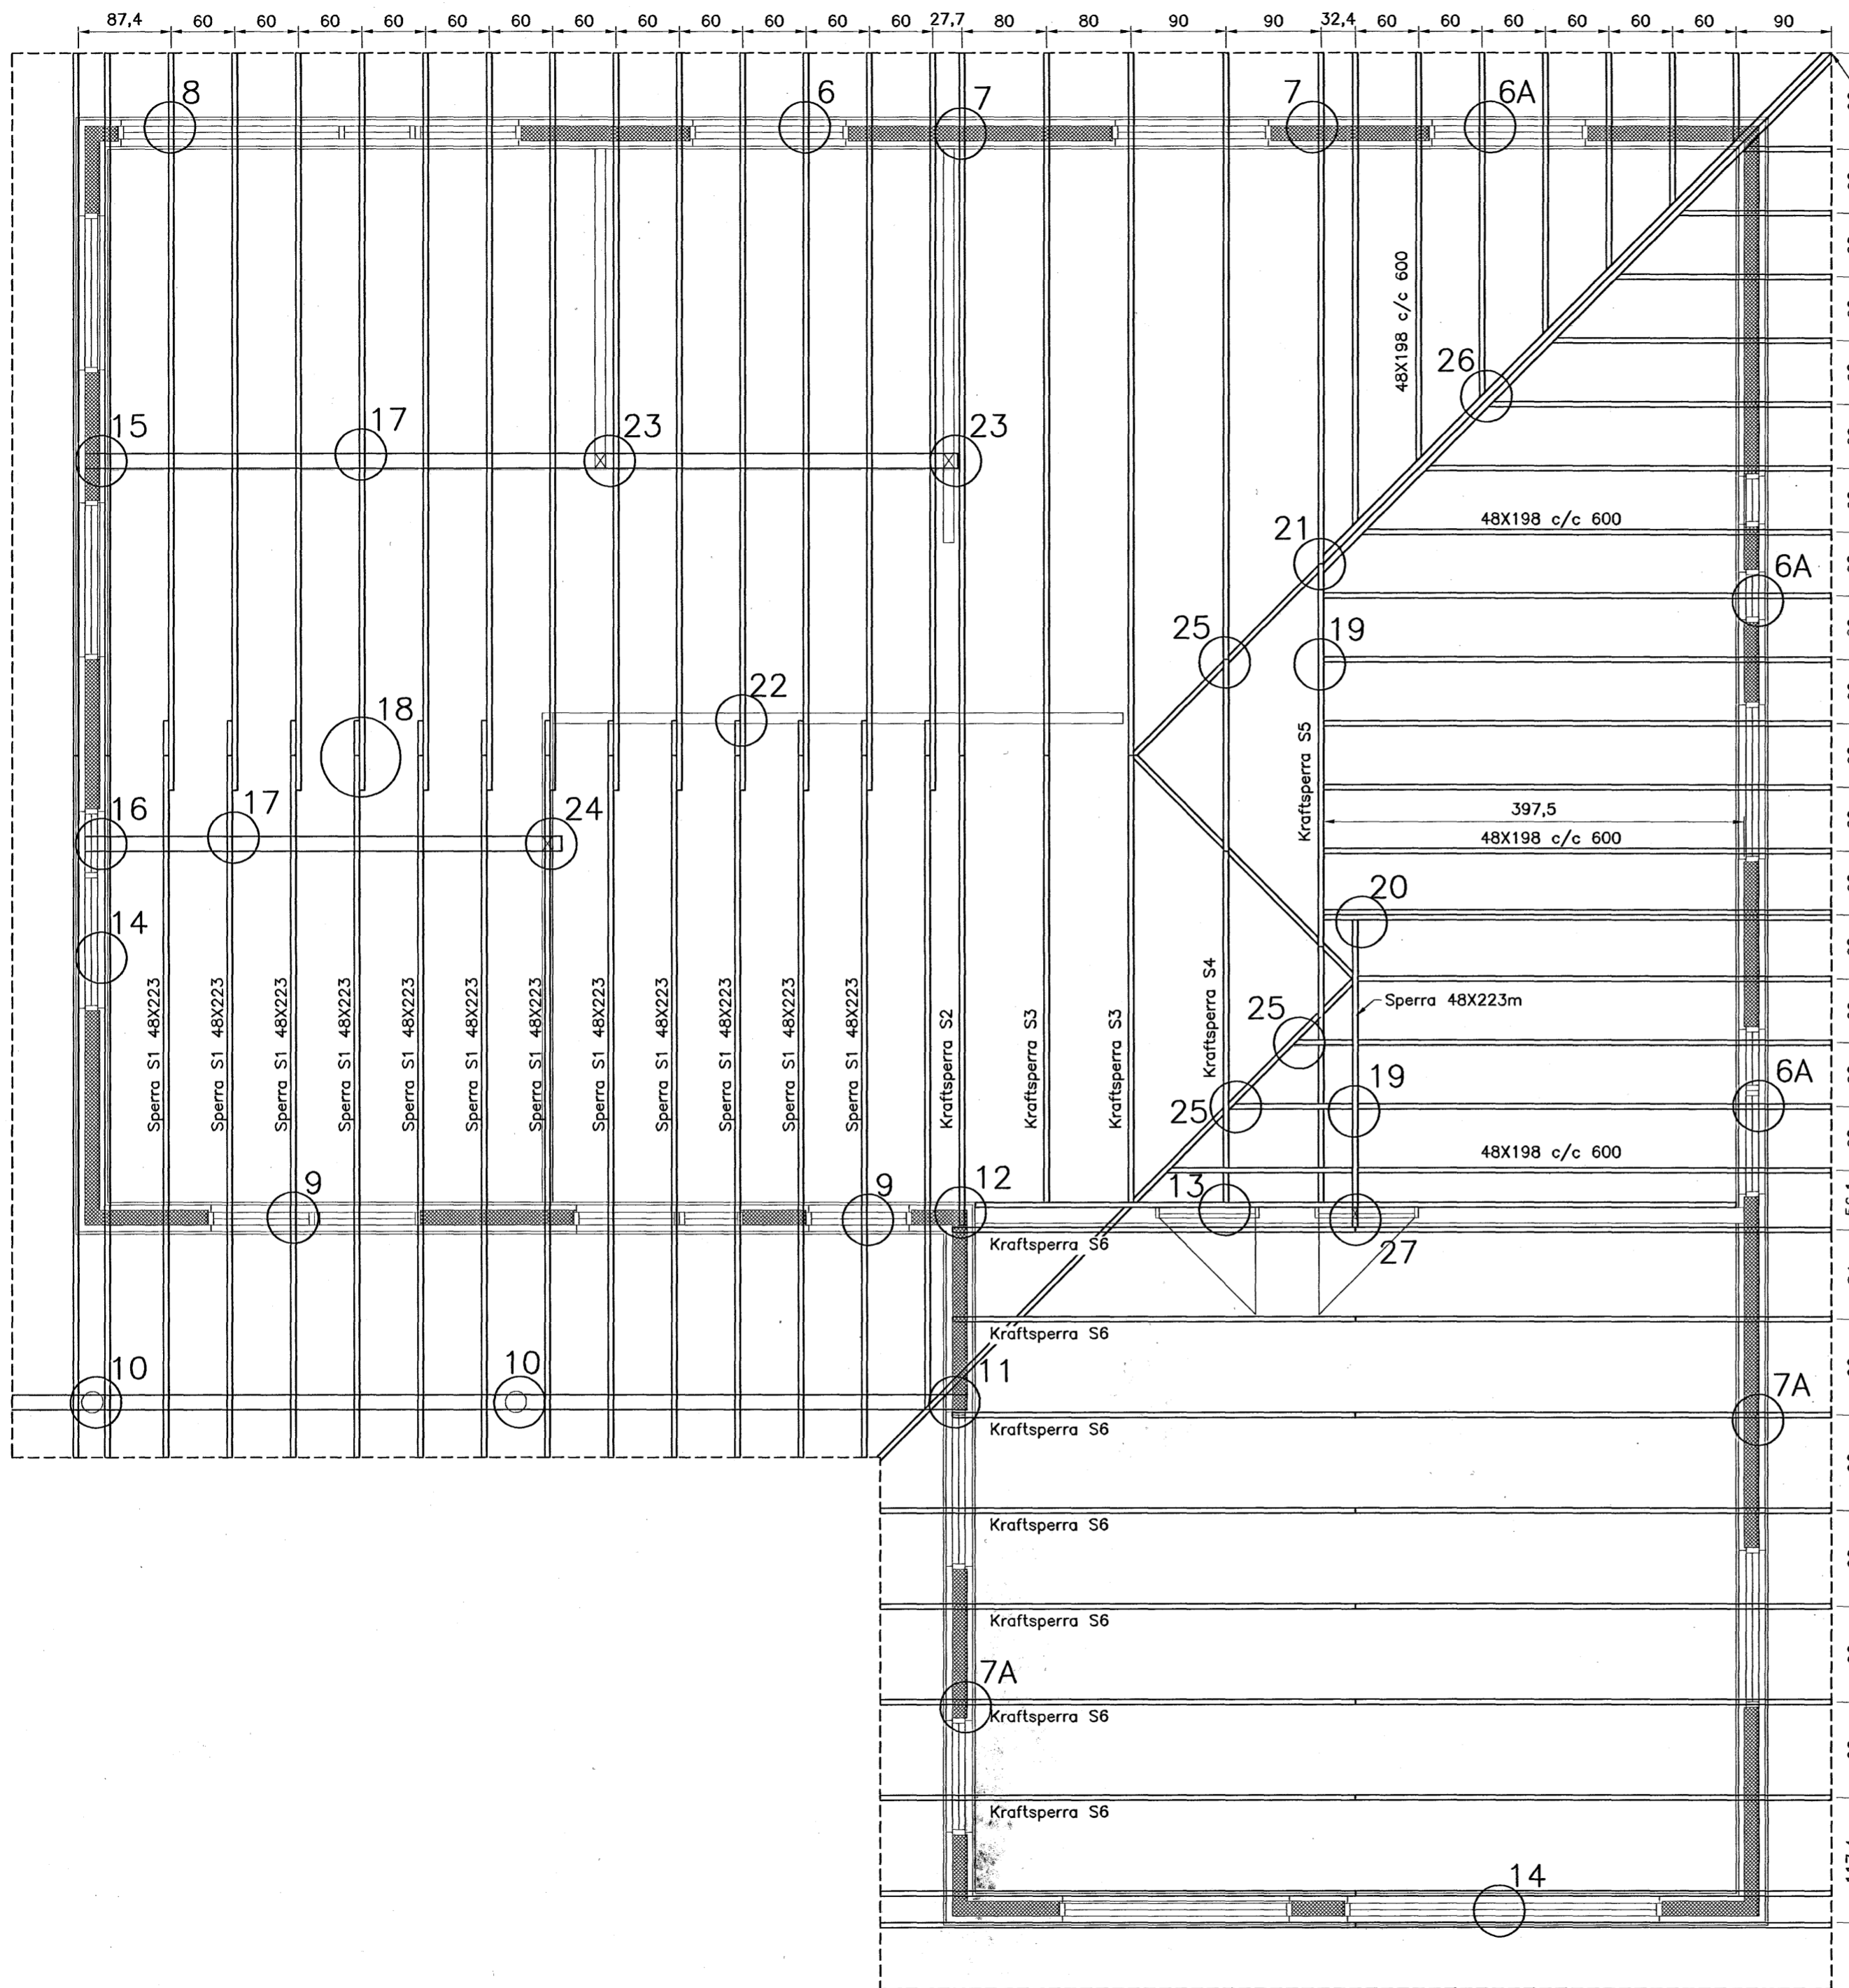 87,4 60 60 60 60 60 60 60 60 60 60 60 60 27,7 80 80 90 90 32,4 60 60 60 60 60 60 90
8
6
7
7
6A
48X198 c/c 600
26
15
17
23
23
48X198 c/c 600
21
6A
25
19
22
18
Kraftsperra S5
397,5
48X198 c/c 600
16
17
24
20
14
Sperra S1 48X223
Sperra S1 48X223
Sperra S1 48X223
Sperra S1 48X223
Sperra S1 48X223
Sperra S1 48X223
Sperra S1 48X223
Sperra S1 48X223
Sperra S1 48X223
Sperra S1 48X223
Sperra S1 48X223
Sperra S1 48X223
Kraftsperra S2
Kraftsperra S3
Kraftsperra S3
Kraftsperra S4
Sperra 48X223m
25
19
6A
25
48X198 c/c 600
9
9
12
13
Kraftsperra S6
27
Kraftsperra S6
10
10
11
7A
Kraftsperra S6
Kraftsperra S6
Kraftsperra S6
7A
Kraftsperra S6
Kraftsperra S6
14